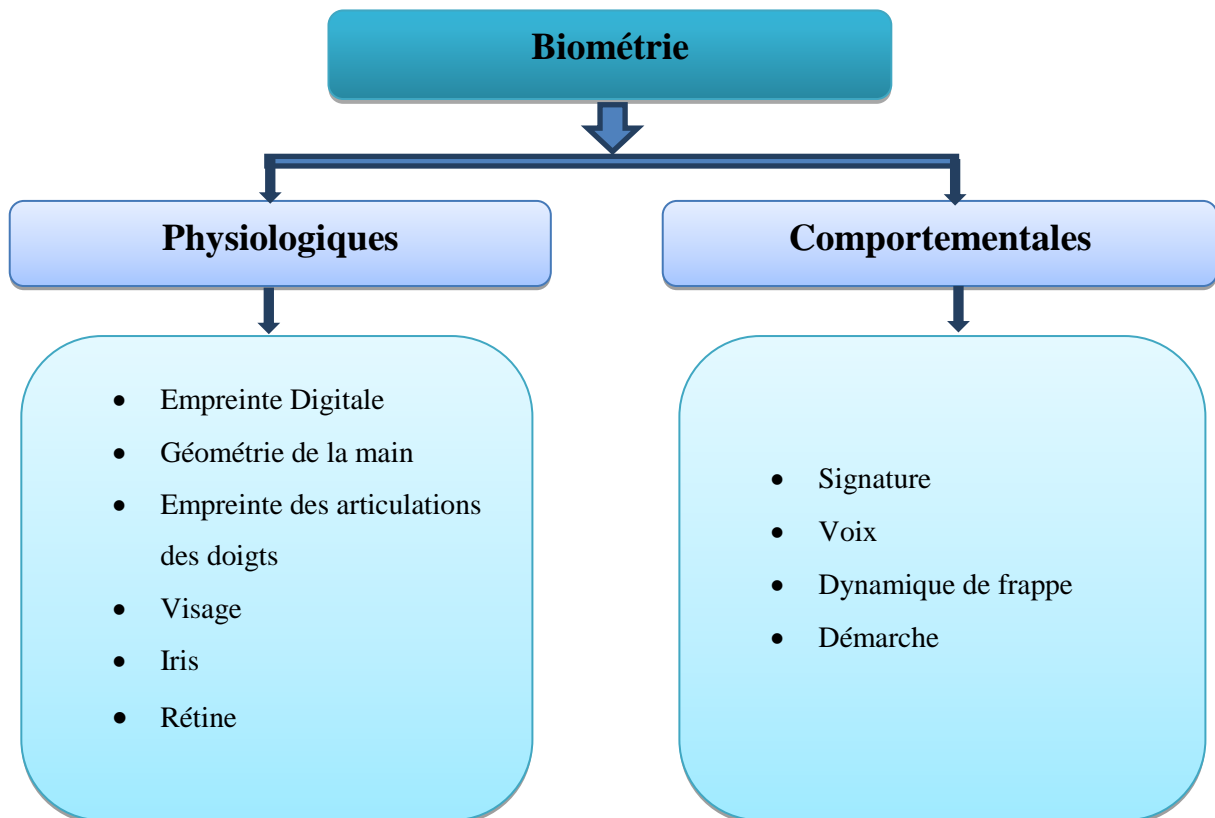 Biométrie
Physiologiques
Comportementales
• Empreinte Digitale
• Géométrie de la main
• Empreinte des articulations
des doigts
• Visage
• Iris
• Rétine
• Signature
• Voix
• Dynamique de frappe
• Démarche